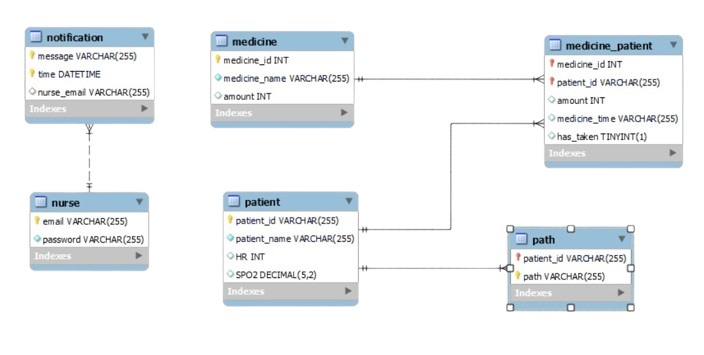 notification
message VARCHAR(255)
time DATETIME
nurse_email VARCHAR(255)
Indexes
medicine
medicine_id INT
medicine_name VARCHAR(255)
amount INT
Indexes
medicine_patient
medicine_id INT
patient_id VARCHAR(255)
amount INT
medicine_time VARCHAR(255)
has_taken TINYINT(1)
Indexes
nurse
email VARCHAR(255)
password VARCHAR(255)
Indexes
patient
patient_id VARCHAR(255)
patient_name VARCHAR(255)
HR INT
SPO2 DECIMAL(5,2)
Indexes
path
patient_id VARCHAR(255)
path VARCHAR(255)
Indexes